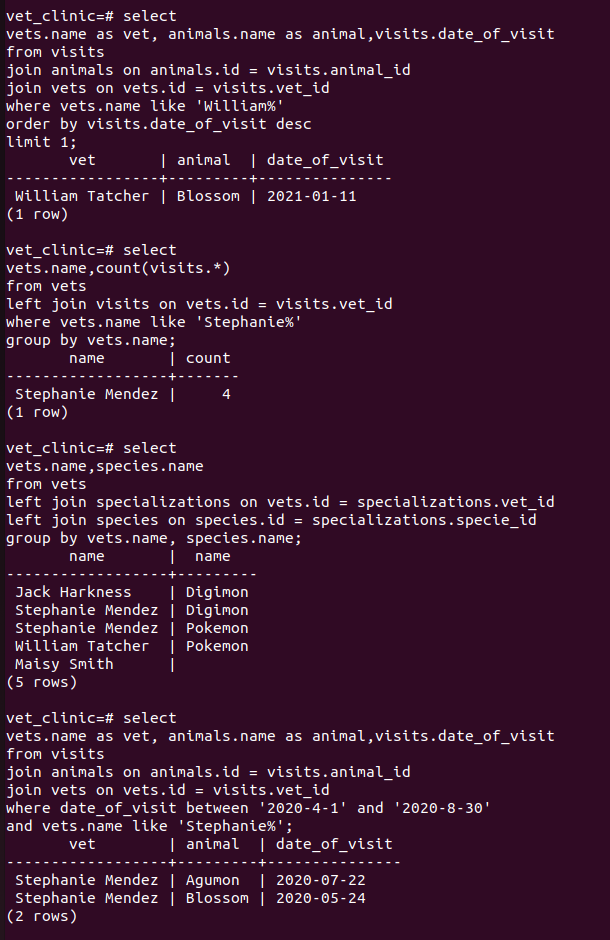 vet_clinic=# select
vets.name as vet, animals.name as animal,visits.date_of_visit
from visits
join animals on animals.id = visits.animal_id
join vets on vets.id = visits.vet_id
where vets.name like 'William%'
order by visits.date_of_visit desc
limit 1;
       vet       | animal  | date_of_visit
-----------------+---------+---------------
 William Tatcher | Blossom | 2021-01-11
(1 row)

vet_clinic=# select
vets.name,count(visits.*)
from vets
left join visits on vets.id = visits.vet_id
where vets.name like 'Stephanie%'
group by vets.name;
       name       | count
------------------+-------
 Stephanie Mendez |     4
(1 row)

vet_clinic=# select
vets.name,species.name
from vets
left join specializations on vets.id = specializations.vet_id
left join species on species.id = specializations.specie_id
group by vets.name, species.name;
       name       |  name
------------------+---------
 Jack Harkness    | Digimon
 Stephanie Mendez | Digimon
 Stephanie Mendez | Pokemon
 William Tatcher  | Pokemon
 Maisy Smith      |
(5 rows)

vet_clinic=# select
vets.name as vet, animals.name as animal,visits.date_of_visit
from visits
join animals on animals.id = visits.animal_id
join vets on vets.id = visits.vet_id
where date_of_visit between '2020-4-1' and '2020-8-30'
and vets.name like 'Stephanie%';
       vet        | animal  | date_of_visit
------------------+---------+---------------
 Stephanie Mendez | Agumon  | 2020-07-22
 Stephanie Mendez | Blossom | 2020-05-24
(2 rows)